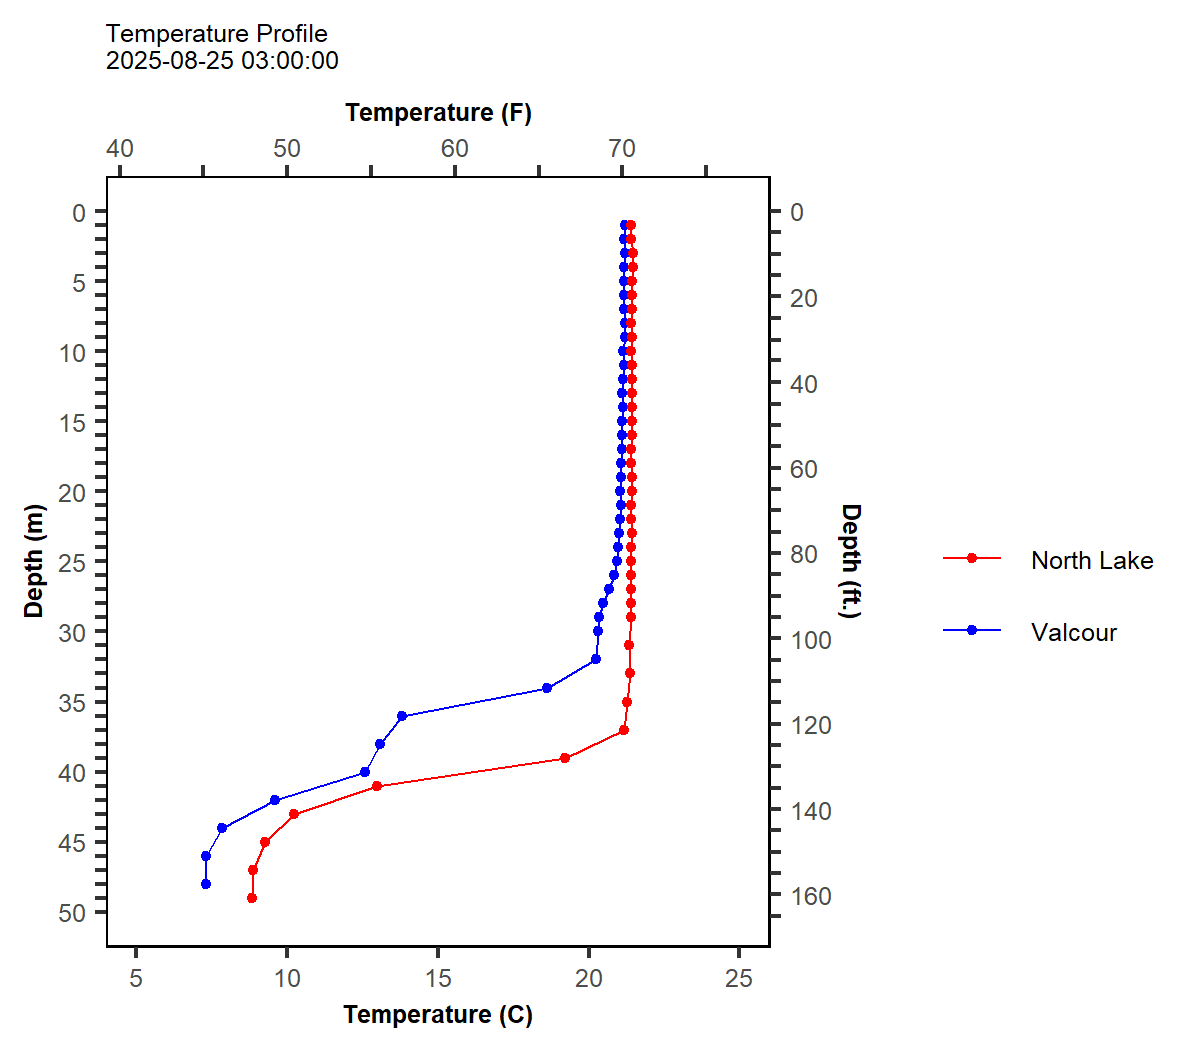 Temperature Profile
2025-08-25 03:00:00
Temperature (F)
40 50 60 70
0 0
5
20
10
40
15
60
20
80
25
Depth (m)
Depth (ft.)
North Lake
30
100
Valcour
35
120
40
140
45
160
50
5 10 15 20 25
Temperature (C)